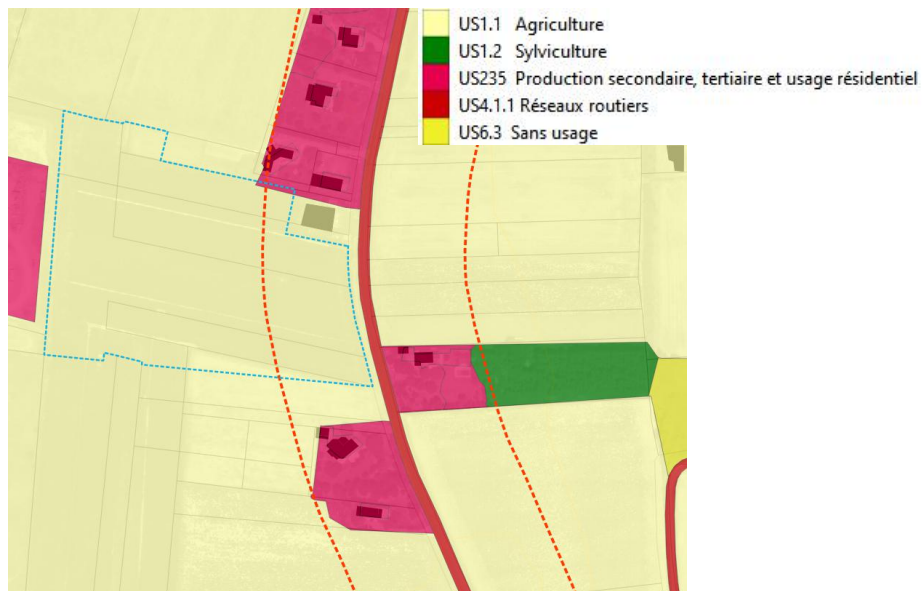 US1.1 Agriculture
US1.2 Sylviculture
US235 Production secondaire, tertiaire et usage résidentiel
US4.1.1 Réseaux routiers
US6.3 Sans usage